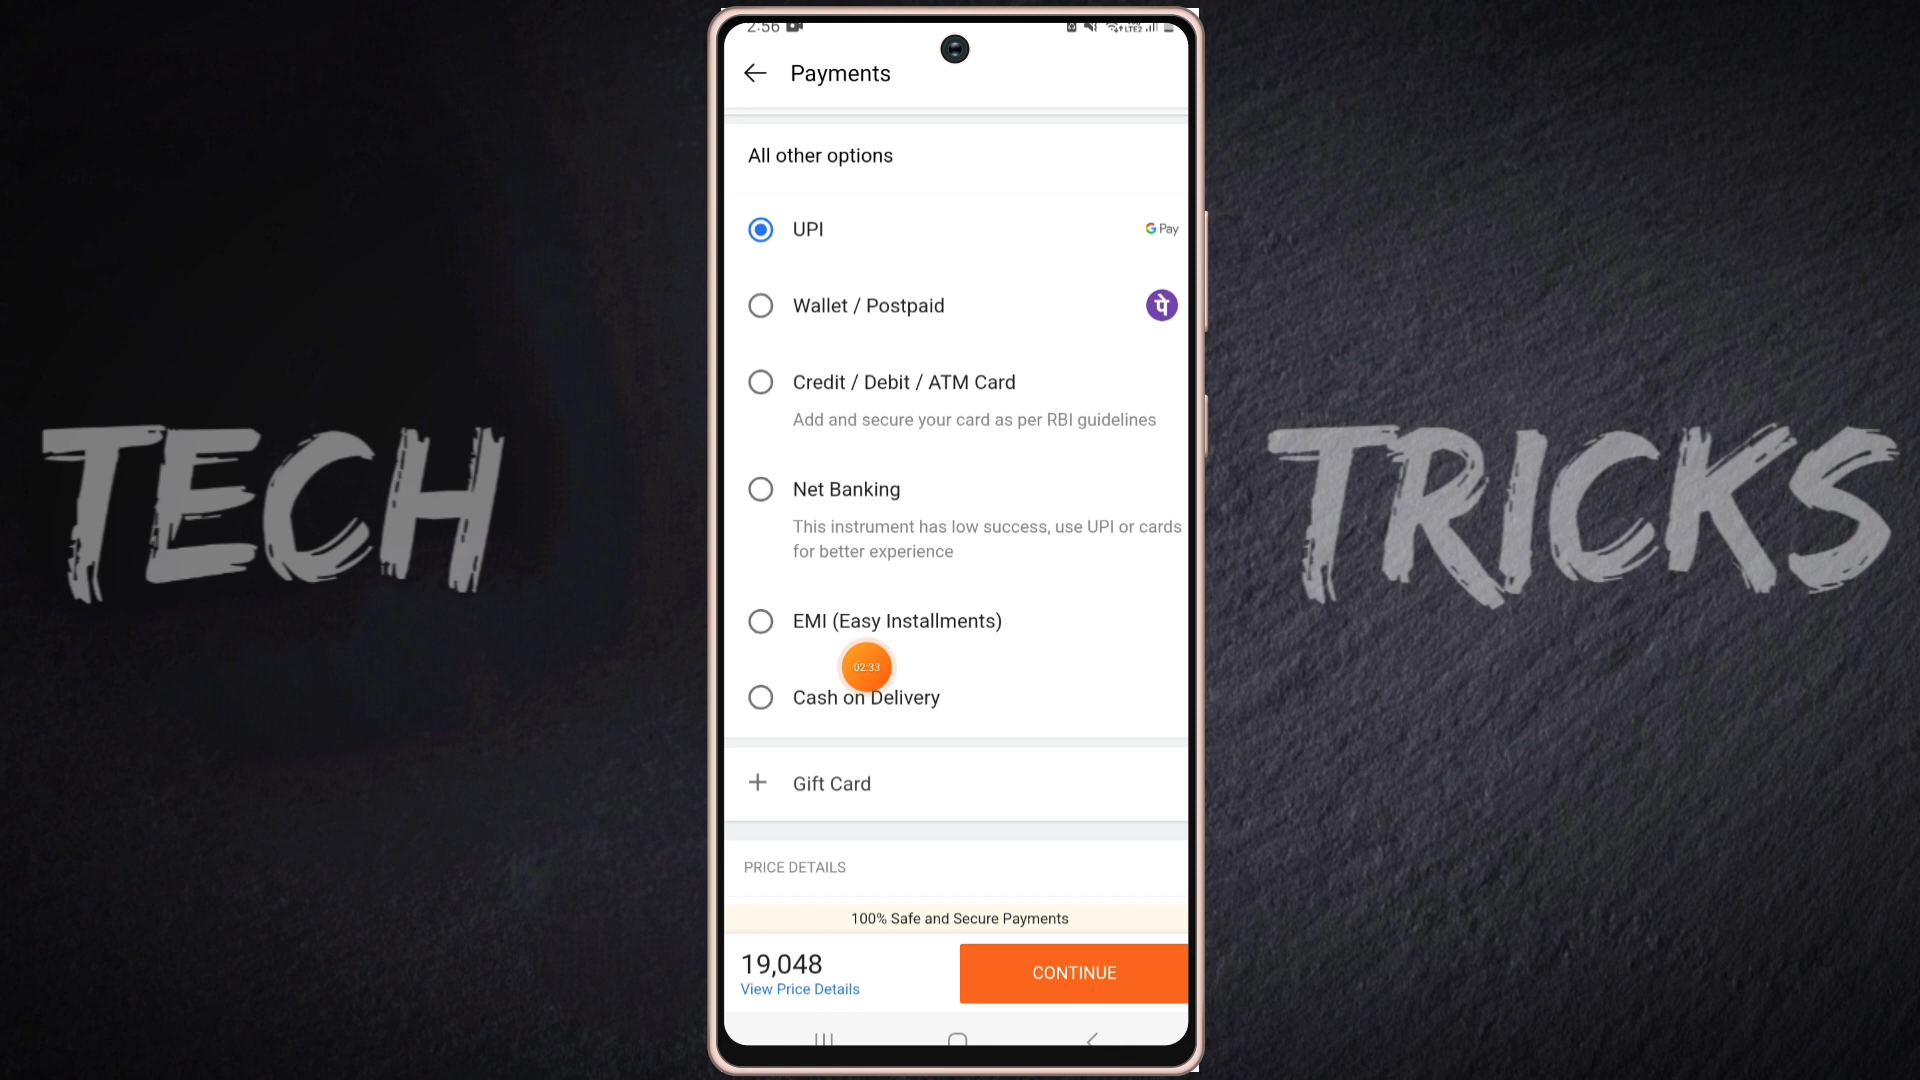 2:56
Payments
All other options
UPI
G Pay
Wallet / Postpaid
पे
Credit / Debit / ATM Card
Add and secure your card as per RBI guidelines
Net Banking
This instrument has low success, use UPI or cards
for better experience
EMI (Easy Installments)
02:33
Cash on Delivery
Gift Card
PRICE DETAILS
100% Safe and Secure Payments
19,048
View Price Details
CONTINUE
TECH
TRICKS